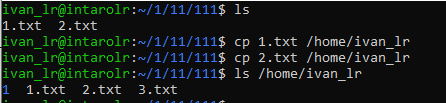 ivan_lr@intarolr:~/1/11/111$ ls
1.txt  2.txt
ivan_lr@intarolr:~/1/11/111$ cp 1.txt /home/ivan_lr
ivan_lr@intarolr:~/1/11/111$ cp 2.txt /home/ivan_lr
ivan_lr@intarolr:~/1/11/111$ ls /home/ivan_lr
1  1.txt  2.txt  3.txt